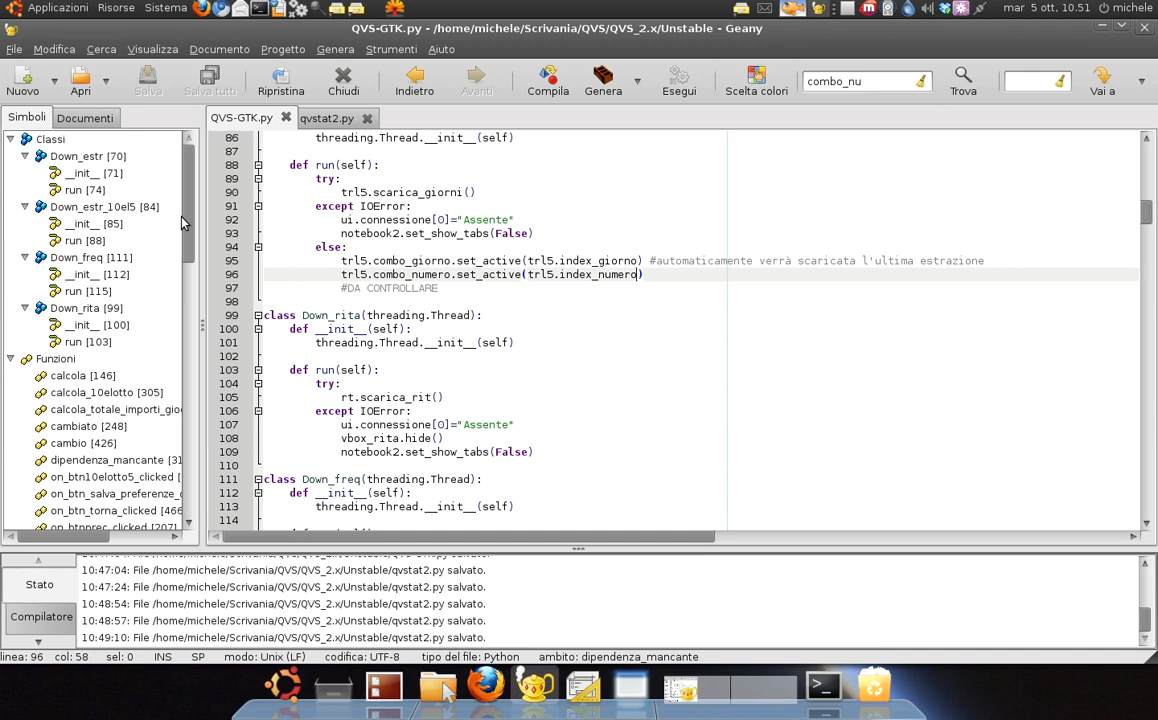 Applicazioni Risorse Sistema mar 5 ott, 10.51 michele
QVS-GTK.py - /home/michele/Scrivania/QVS/QVS_2.x/Unstable - Geany
File Modifica Cerca Visualizza Documento Progetto Genera Strumenti Aiuto
combo_nu
Nuovo Apri Salva Salva tutti Ripristina Chiudi Indietro Avanti Compila Genera Esegui Scelta colori Trova Vai a
Simboli Documenti
QVS-GTK.py qvstat2.py
Classi
Down_estr [70]
__init__ [71]
run [74]
Down_estr_10el5 [84]
__init__ [85]
run [88]
Down_freq [111]
__init__ [112]
run [115]
Down_rita [99]
__init__ [100]
run [103]
Funzioni
calcola [146]
calcola_10elotto [305]
calcola_totale_importi_gio
cambiato [248]
cambio [426]
dipendenza_mancante [31
on_btn10elotto5_clicked [
on_btn_salva_preferenze_
on_btn_torna_clicked [466
on_btnprec_clicked [207]
86 threading.Thread.__init__(self)
87
88 def run(self):
89 try:
90 trl5.scarica_giorni()
91 except IOError:
92 ui.connessione[0]="Assente"
93 notebook2.set_show_tabs(False)
94 else:
95 trl5.combo_giorno.set_active(trl5.index_giorno) #automaticamente verrà scaricata l'ultima estrazione
96 trl5.combo_numero.set_active(trl5.index_numero)
97 #DA CONTROLLARE
98
99 class Down_rita(threading.Thread):
100 def __init__(self):
101 threading.Thread.__init__(self)
102
103 def run(self):
104 try:
105 rt.scarica_rit()
106 except IOError:
107 ui.connessione[0]="Assente"
108 vbox_rita.hide()
109 notebook2.set_show_tabs(False)
110
111 class Down_freq(threading.Thread):
112 def __init__(self):
113 threading.Thread.__init__(self)
114
Stato
Compilatore
10:47:04: File /home/michele/Scrivania/QVS/QVS_2.x/Unstable/qvstat2.py salvato.
10:47:24: File /home/michele/Scrivania/QVS/QVS_2.x/Unstable/qvstat2.py salvato.
10:48:54: File /home/michele/Scrivania/QVS/QVS_2.x/Unstable/qvstat2.py salvato.
10:48:57: File /home/michele/Scrivania/QVS/QVS_2.x/Unstable/qvstat2.py salvato.
10:49:10: File /home/michele/Scrivania/QVS/QVS_2.x/Unstable/qvstat2.py salvato.
linea: 96 col: 58 sel: 0 INS SP modo: Unix (LF) codifica: UTF-8 tipo del file: Python ambito: dipendenza_mancante